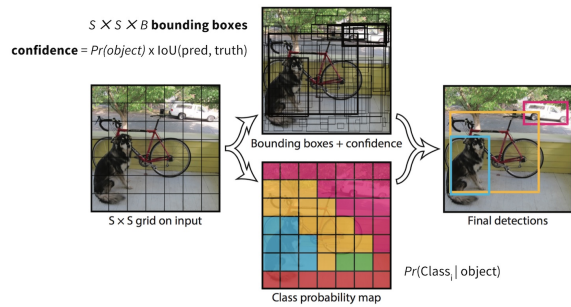 S × S × B bounding boxes
confidence = Pr(object) x IoU(pred, truth)
Bounding boxes + confidence
S × S grid on input
Final detections
Pr(Classᵢ | object)
Class probability map